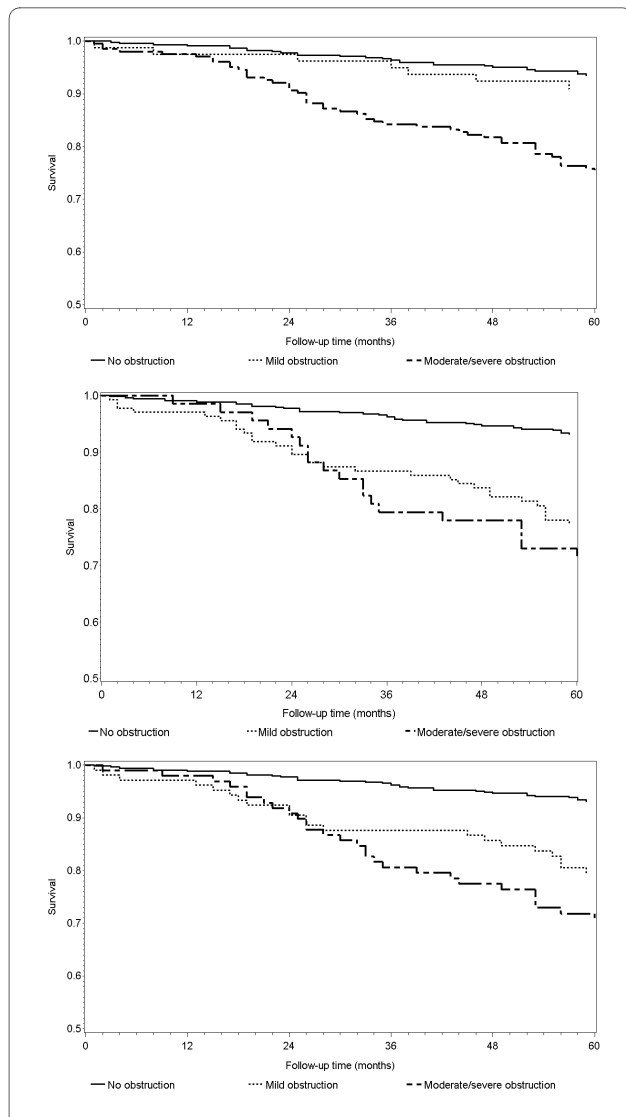 1.0
0.9
0.8
0.7
0.6
0.5
Survival
0 12 24 36 48 60
Follow-up time (months)
No obstruction Mild obstruction Moderate/severe obstruction
1.0
0.9
0.8
0.7
0.6
0.5
Survival
0 12 24 36 48 60
Follow-up time (months)
No obstruction Mild obstruction Moderate/severe obstruction
1.0
0.9
0.8
0.7
0.6
0.5
Survival
0 12 24 36 48 60
Follow-up time (months)
No obstruction Mild obstruction Moderate/severe obstruction